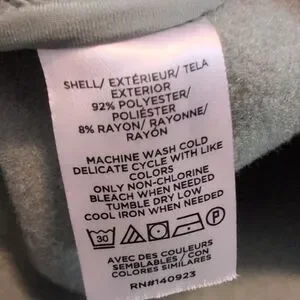 SHELL/ EXTÉRIEUR/ TELA
EXTERIOR
92% POLYESTER/
POLIÉSTER
8% RAYON/ RAYONNE/
RAYÓN
MACHINE WASH COLD
DELICATE CYCLE WITH LIKE
COLORS
ONLY NON-CHLORINE
BLEACH WHEN NEEDED
TUMBLE DRY LOW
COOL IRON WHEN NEEDED
30
AVEC DES COULEURS
SEMBLABLES / CON
COLORES SIMILARES
RN#140923